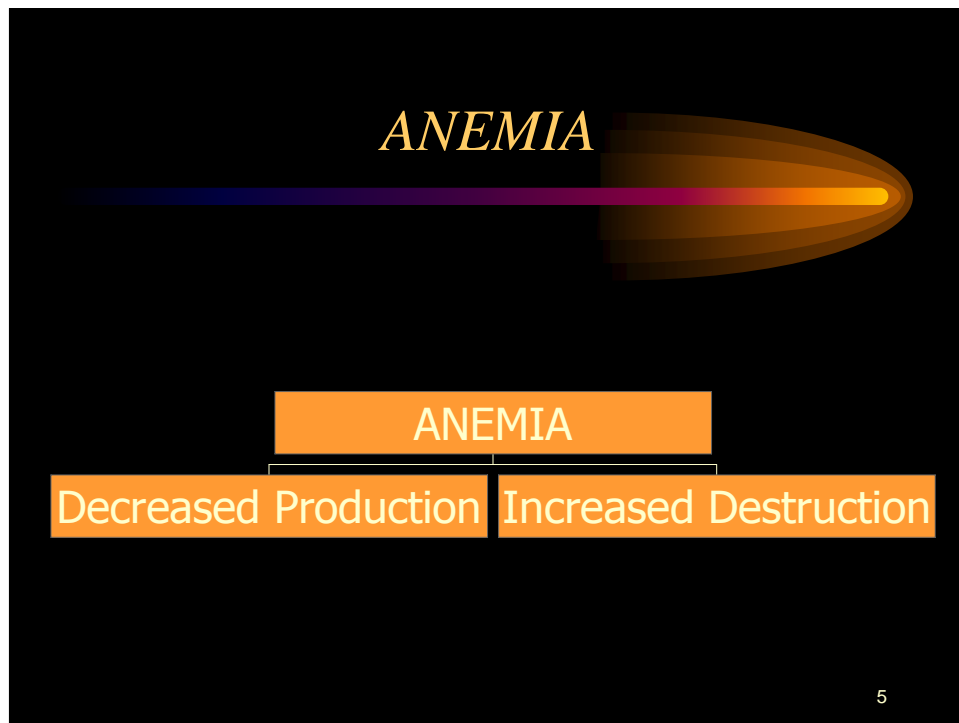 ANEMIA
ANEMIA
Decreased Production
Increased Destruction
5